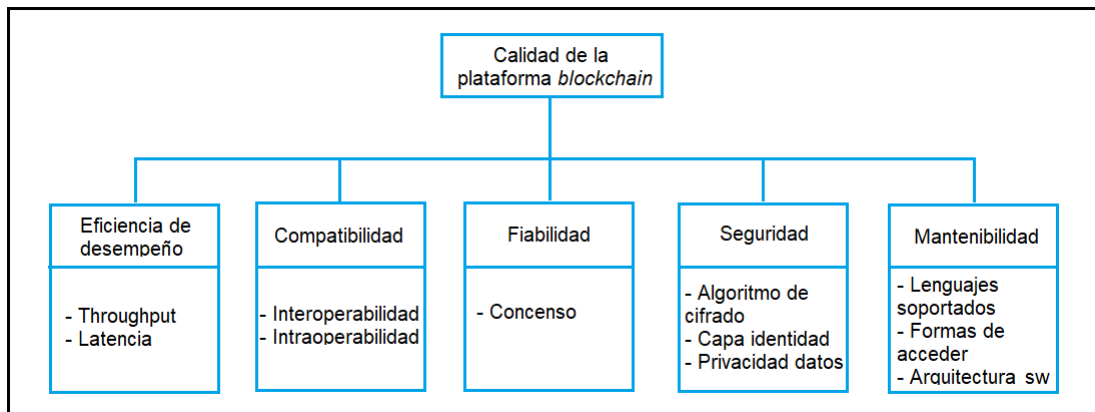 Calidad de la
plataforma blockchain
Eficiencia de
desempeño
- Throughput
- Latencia
Compatibilidad
- Interoperabilidad
- Intraoperabilidad
Fiabilidad
- Concenso
Seguridad
- Algoritmo de
cifrado
- Capa identidad
- Privacidad datos
Mantenibilidad
- Lenguajes
soportados
- Formas de
acceder
- Arquitectura sw